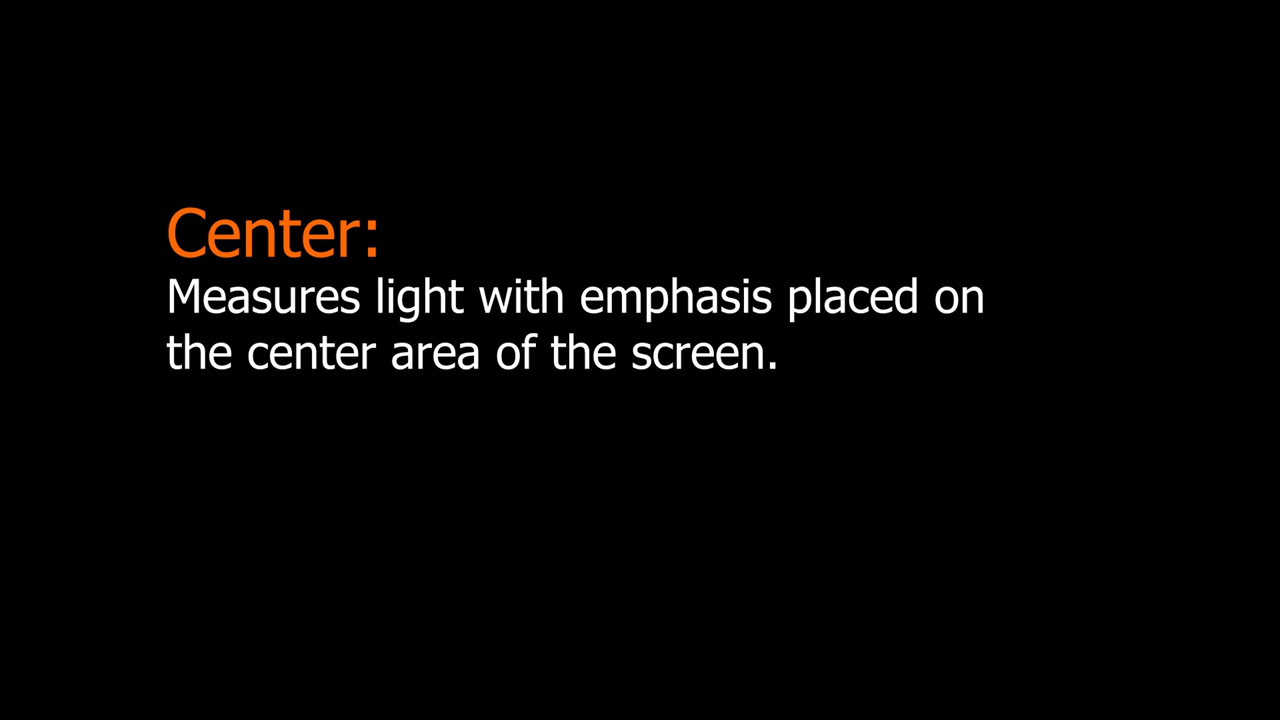 Center:
Measures light with emphasis placed on
the center area of the screen.